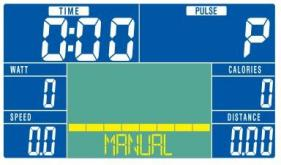 TIME PULSE
0:00 P
WATT CALORIES
0 0
SPEED DISTANCE
0.0 0.00
MANUAL